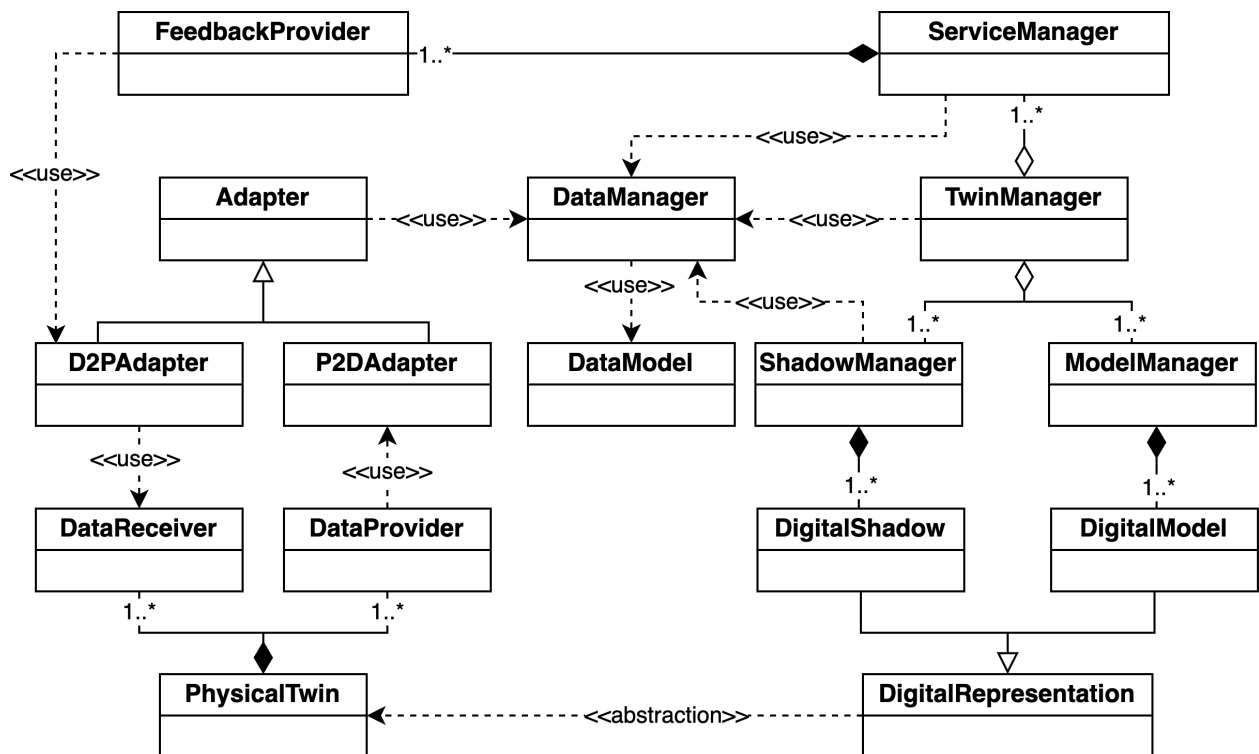 FeedbackProvider
ServiceManager
1..*
1..*
<<use>>
<<use>>
Adapter
DataManager
TwinManager
<<use>>
<<use>>
<<use>>
<<use>>
1..*
1..*
D2PAdapter
P2DAdapter
DataModel
ShadowManager
ModelManager
<<use>>
<<use>>
1..*
1..*
DataReceiver
DataProvider
DigitalShadow
DigitalModel
1..*
1..*
PhysicalTwin
<<abstraction>>
DigitalRepresentation